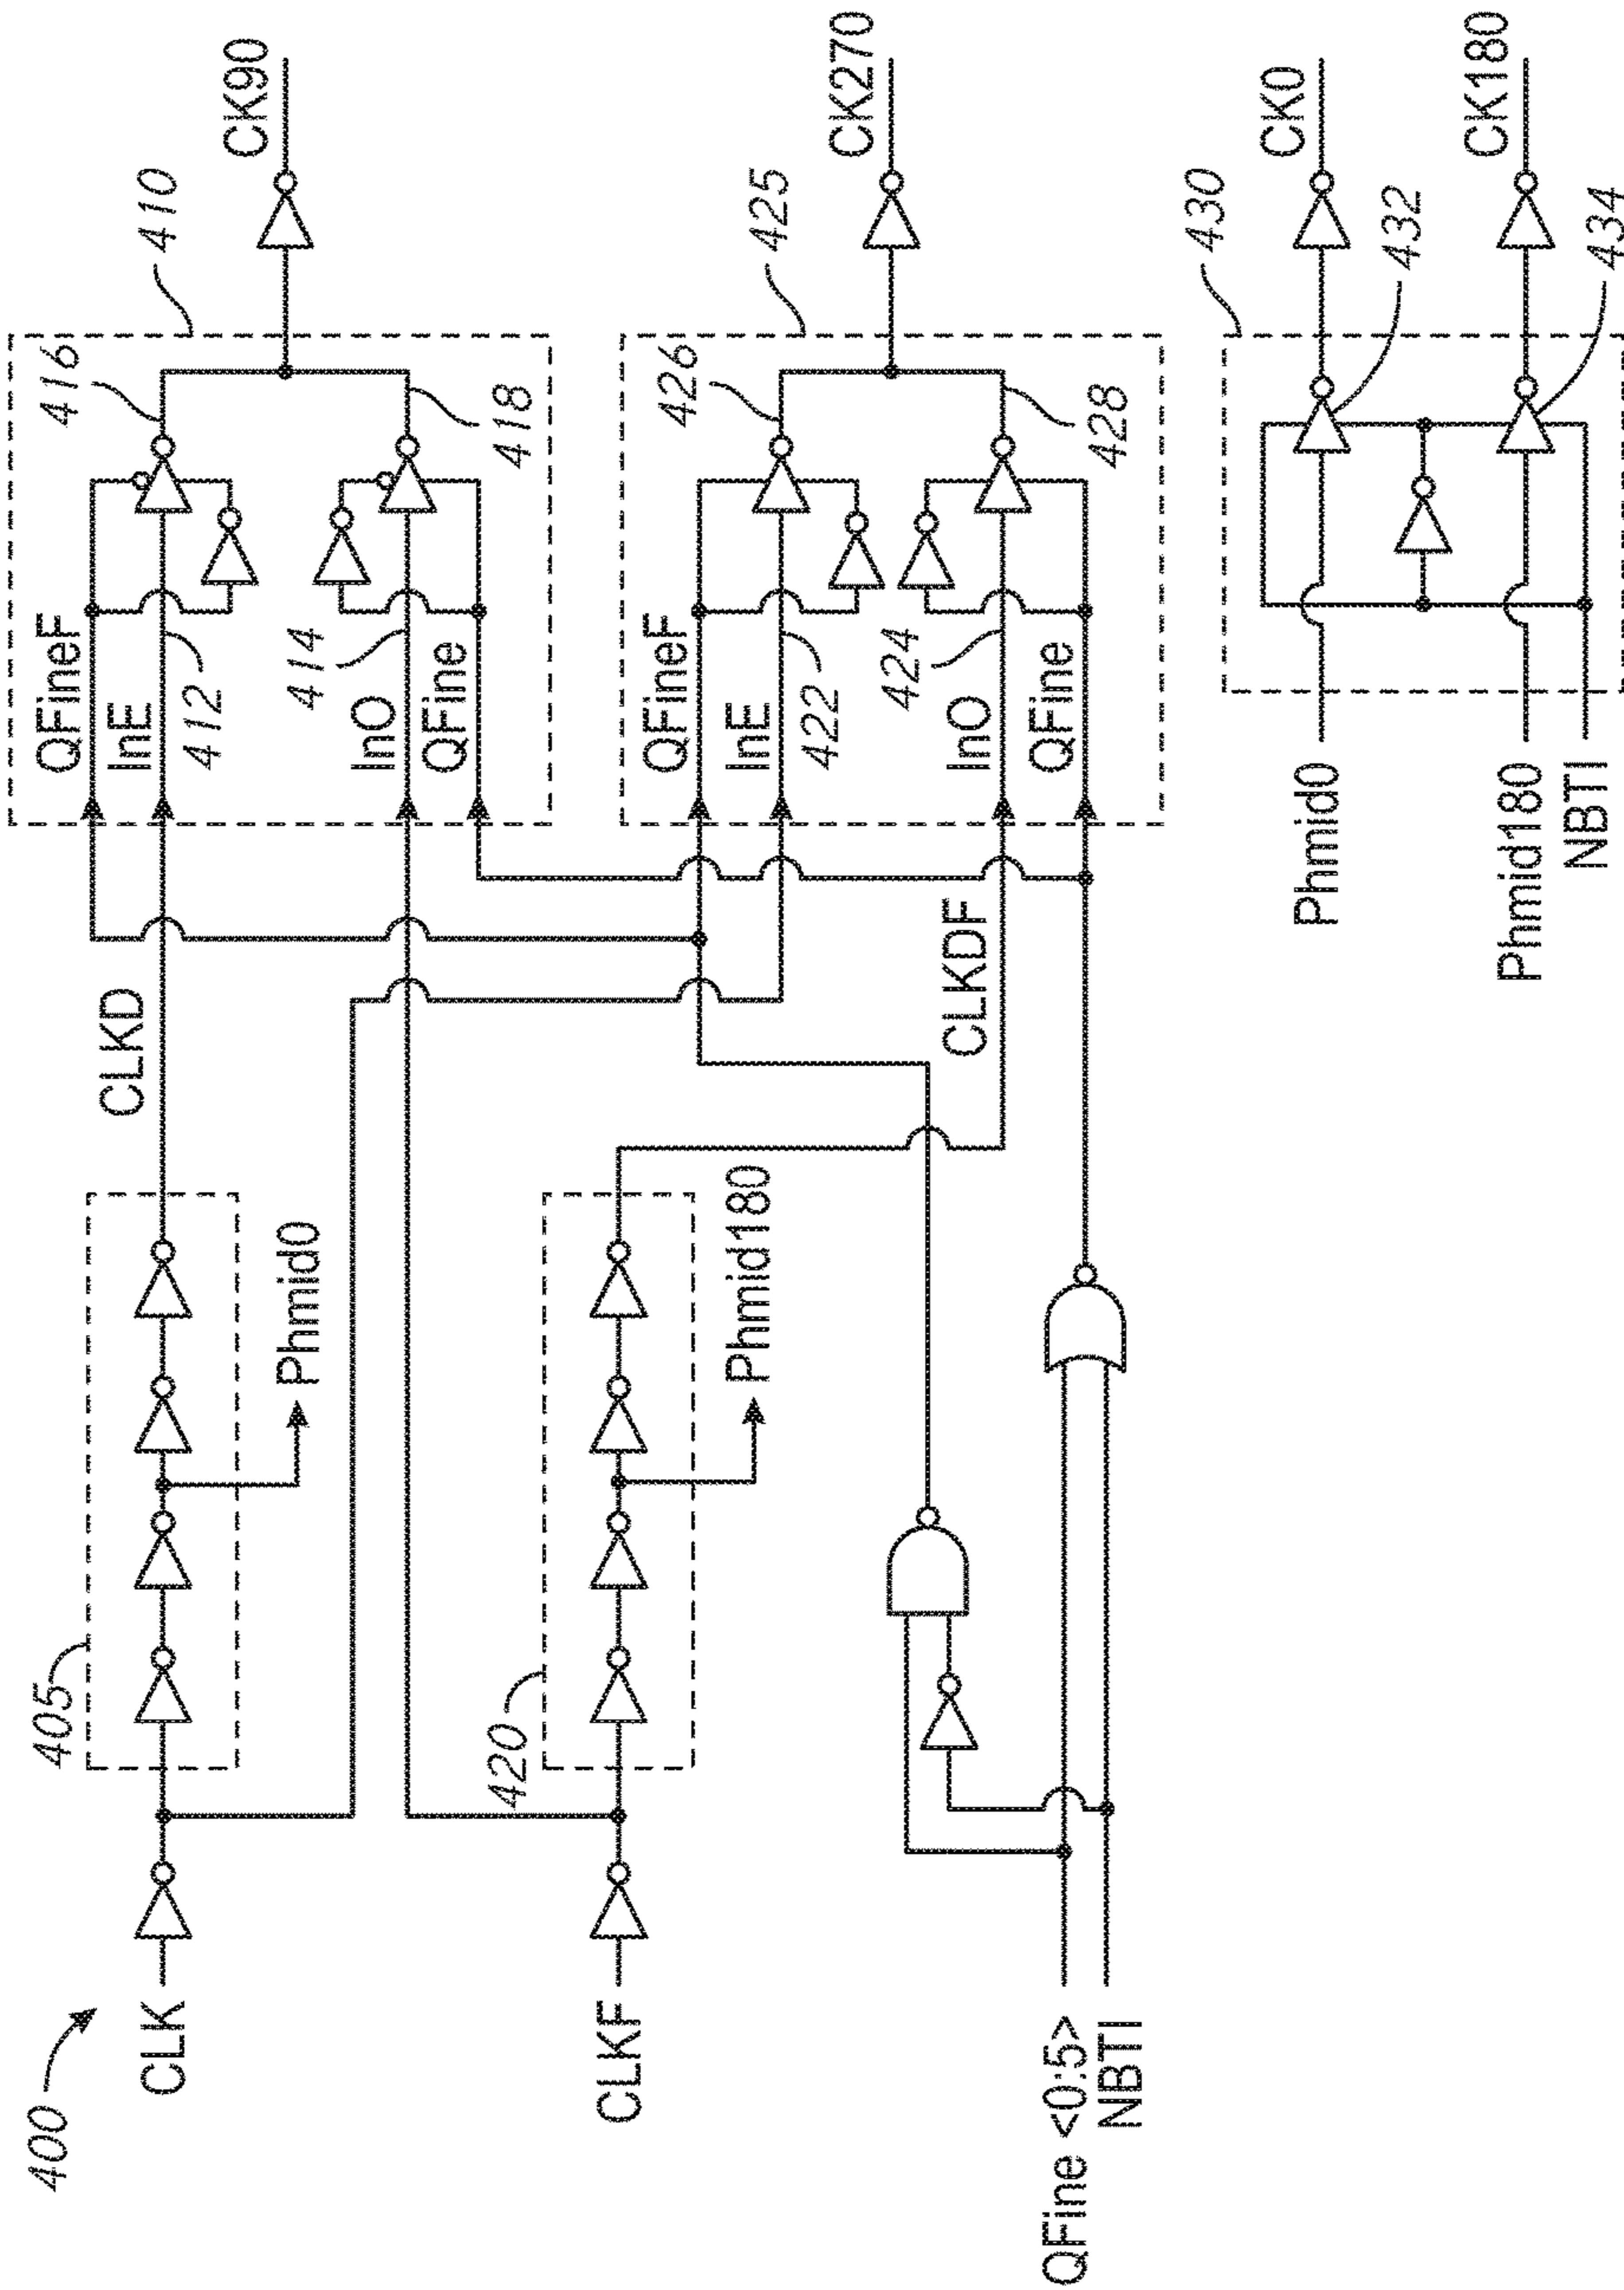 400
CLK
405
Phmid0
CLKD
QFineF
InE
412
416
414
InO
QFine
418
410
CK90
CLKF
420
Phmid180
CLKDF
QFineF
InE
422
426
424
InO
QFine
428
425
CK270
QFine <0:5>
NBTI
Phmid0
Phmid180
NBTI
430
432
434
CK0
CK180